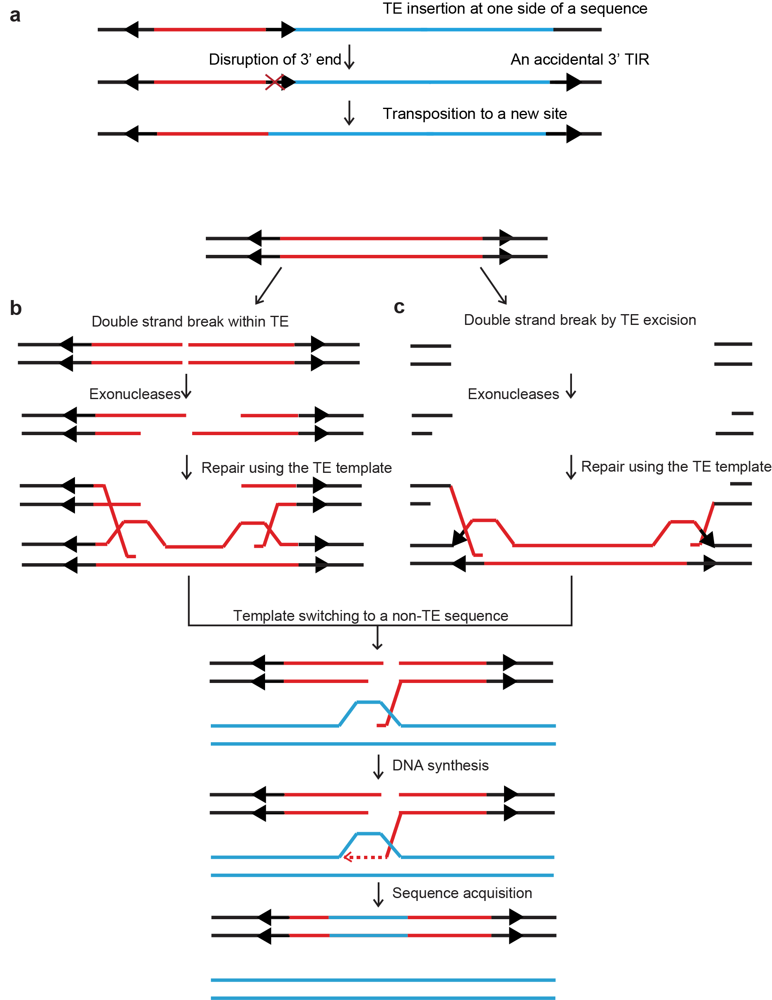 a
TE insertion at one side of a sequence
Disruption of 3’ end
An accidental 3’ TIR
Transposition to a new site
b
Double strand break within TE
Exonucleases
Repair using the TE template
c
Double strand break by TE excision
Exonucleases
Repair using the TE template
Template switching to a non-TE sequence
DNA synthesis
Sequence acquisition